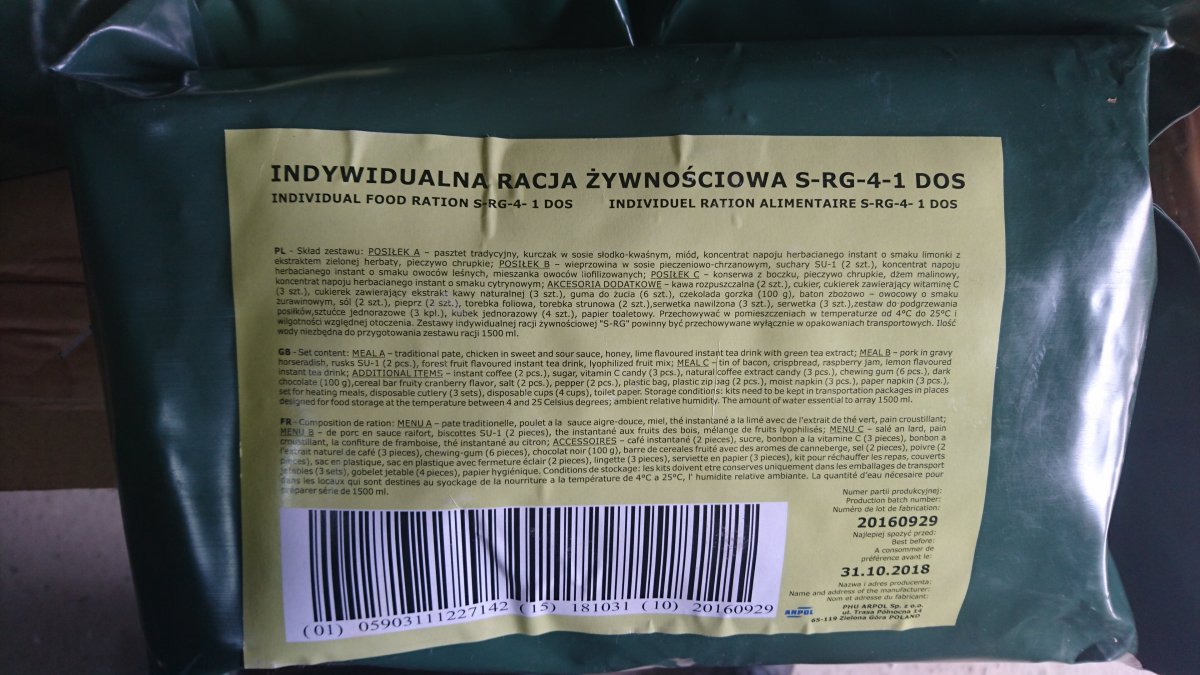 INDYWIDUALNA RACJA ŻYWNOŚCIOWA S-RG-4-1 DOS
INDIVIDUAL FOOD RATION S-RG-4- 1 DOS INDIVIDUEL RATION ALIMENTAIRE S-RG-4- 1 DOS
PL - Skład zestawu: POSIŁEK A – pasztet tradycyjny, kurczak w sosie słodko-kwaśnym, miód, koncentrat napoju herbacianego instant o smaku limonki z
ekstraktem zielonej herbaty, pieczywo chrupkie; POSIŁEK B – wieprzowina w sosie pieczeniowo-chrzanowym, suchary SU-1 (2 szt.), koncentrat napoju
herbacianego instant o smaku owoców leśnych, mieszanka owoców liofilizowanych; POSIŁEK C – konserwa z boczku, pieczywo chrupkie, dżem malinowy,
koncentrat napoju herbacianego instant o smaku cytrynowym; AKCESORIA DODATKOWE – kawa rozpuszczalna (2 szt.), cukier, cukierek zawierający witaminę C
(3 szt.), cukierek zawierający ekstrakt kawy naturalnej (3 szt.), guma do żucia (6 szt.), czekolada gorzka (100 g), baton zbożowo – owocowy o smaku
żurawinowym, sól (2 szt.), pieprz (2 szt.), torebka foliowa, torebka strunowa (2 szt.),serwetka nawilżona (3 szt.), serwetka (3 szt.),zestaw do podgrzewania
posiłków,sztućce jednorazowe (3 kpl.), kubek jednorazowy (4 szt.), papier toaletowy. Przechowywać w pomieszczeniach w temperaturze od 4°C do 25°C i
wilgotności względnej otoczenia. Zestawy indywidualnej racji żywnościowej "S-RG" powinny być przechowywane wyłącznie w opakowaniach transportowych. Ilość
wody niezbędna do przygotowania zestawu racji 1500 ml.
GB - Set content: MEAL A – traditional pate, chicken in sweet and sour sauce, honey, lime flavoured instant tea drink with green tea extract; MEAL B – pork in gravy
horseradish, rusks SU-1 (2 pcs.), forest fruit flavoured instant tea drink, lyophilized fruit mix; MEAL C – tin of bacon, crispbread, raspberry jam, lemon flavoured
instant tea drink; ADDITIONAL ITEMS – instant coffee (2 pcs.), sugar, vitamin C candy (3 pcs.), natural coffee extract candy (3 pcs.), chewing gum (6 pcs.), dark
chocolate (100 g),cereal bar fruity cranberry flavor, salt (2 pcs.), pepper (2 pcs.), plastic bag, plastic zip bag (2 pcs.), moist napkin (3 pcs.), paper napkin (3 pcs.),
set for heating meals, disposable cutlery (3 sets), disposable cups (4 cups), toilet paper. Storage conditions: kits need to be kept in transportation packages in places
designed for food storage at the temperature between 4 and 25 Celsius degrees; ambient relative humidity. The amount of water essential to array 1500 ml.
FR - Composition de ration: MENU A – pate traditionelle, poulet a la sauce aigre-douce, miel, thé instantané a la limé avec de l'extrait de thé vert, pain croustillant;
MENU B – de porc en sauce raifort, biscottes SU-1 (2 pieces), thé instantané aux fruits des bois, mélange de fruits lyophilisés; MENU C – salé an lard, pain
croustillant, la confiture de framboise, thé instantané au citron; ACCESSOIRES – café instantané (2 pieces), sucre, bonbon a la vitamine C (3 pieces), bonbon a
l'extrait naturel de café (3 pieces), chewing-gum (6 pieces), chocolat noir (100 g), barre de cereales fruité avec des aromes de canneberge, sel (2 pieces), poivre (2
pieces), sac en plastique, sac en plastique avec fermeture éclair (2 pieces), lingette (3 pieces), serviette en papier (3 pieces), kit pour réchauffer les repas, couverts
jetables (3 sets), gobelet jetable (4 pieces), papier hygiénique. Conditions de stockage: les kits doivent etre conserves uniquement dans les emballages de transport
dans les locaux qui sont destines au syockage de la nourriture a la température de 4°C a 25°C, l' humidite relative ambiante. La quantité d'eau nécesaire pour
préparer série de 1500 ml.
Numer partii produkcyjnej:
Production batch number:
Numéro de lot de fabrication:
20160929
Najlepiej spożyć przed:
Best before:
A consommer de
préférence avant le:
31.10.2018
Nazwa i adres producenta:
Name and address of the manufacturer:
Nom et adresse du fabricant:
ARPOL
PHU ARPOL Sp. z o.o.
ul. Trasa Północna 14
65-119 Zielona Góra POLAND
(01) 05903111227142 (15) 181031 (10) 20160929